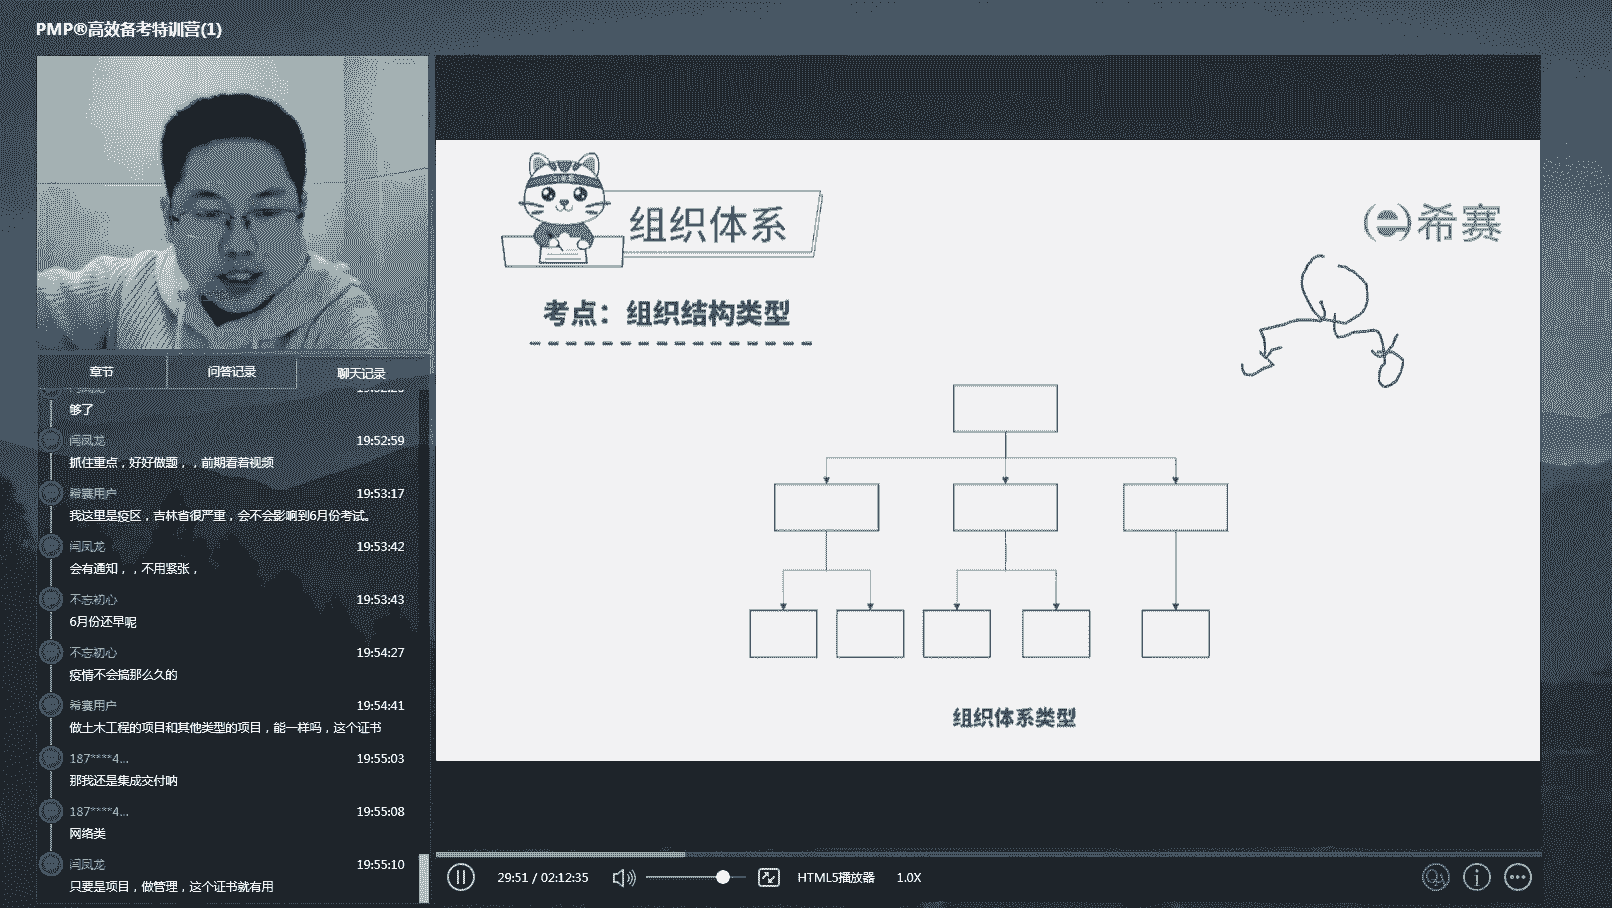 PMP®高效备考特训营(1)
组织体系
希赛
考点：组织结构类型
组织体系类型
章节
问答记录
聊天记录
够了
闫凤龙 19:52:59
抓住重点，好好做题，，前期看着视频
希赛用户 19:53:17
我这里是疫区，吉林省很严重，会不会影响到6月份考试。
闫凤龙 19:53:42
会有通知，，不用紧张，
不忘初心 19:53:43
6月份还早呢
不忘初心 19:54:27
疫情不会搞那么久的
希赛用户 19:54:41
做土木工程的项目和其他类型的项目，能一样吗，这个证书
187****4... 19:55:03
那我还是集成交付呐
187****4... 19:55:08
网络类
闫凤龙 19:55:10
只要是项目，做管理，这个证书就有用
29:51 / 02:12:35
HTML5播放器
1.0X